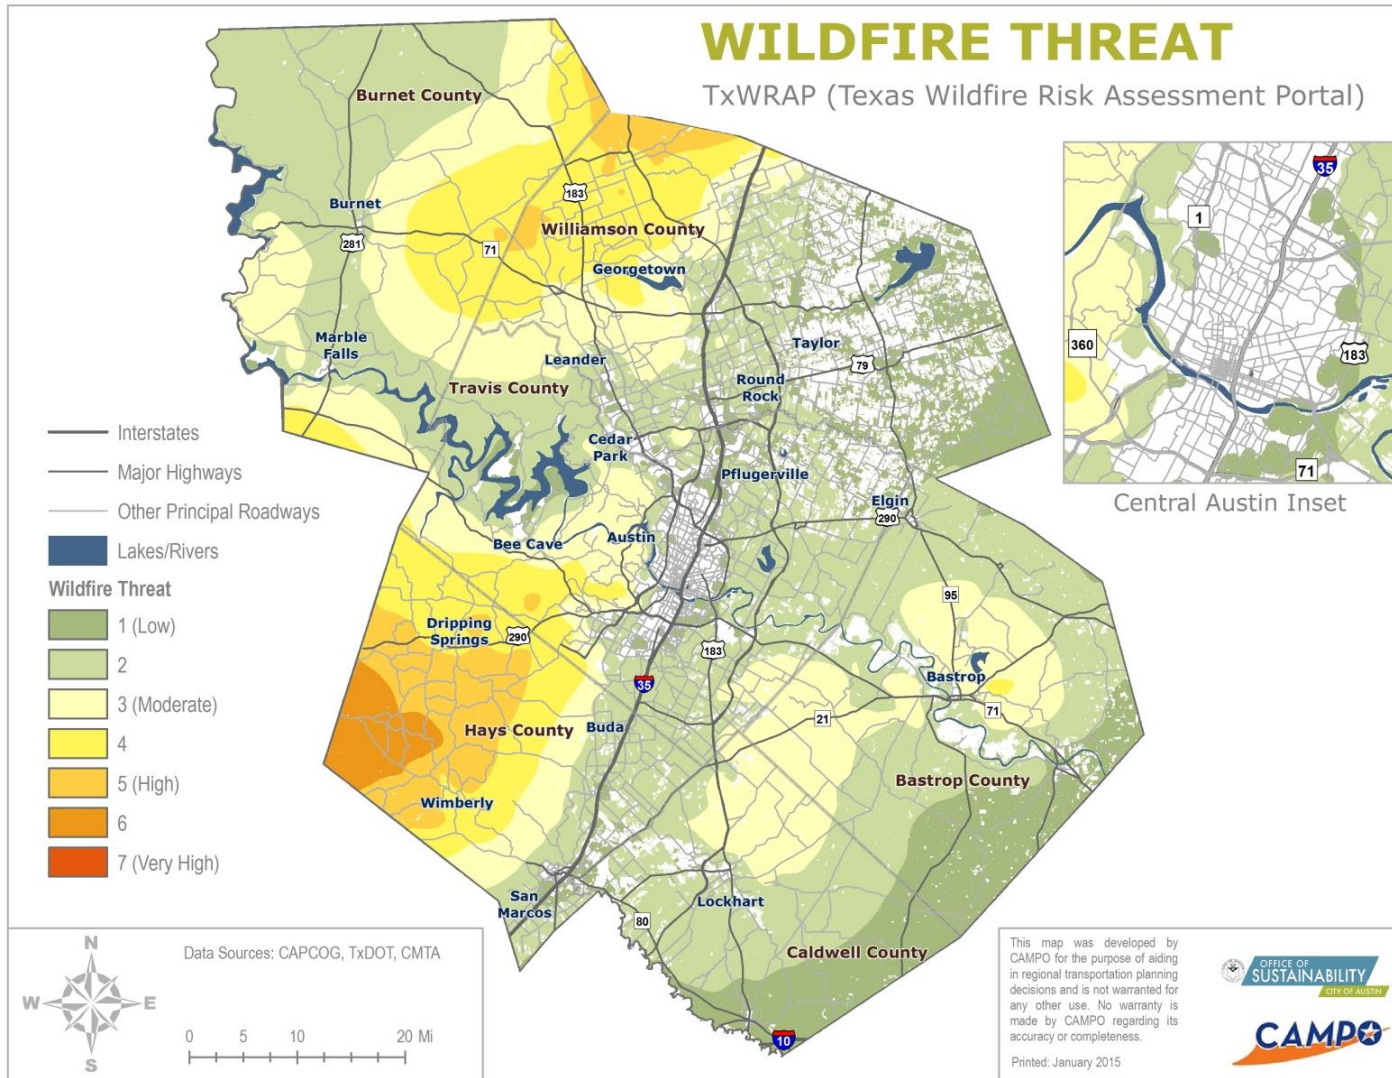 WILDFIRE THREAT
TxWRAP (Texas Wildfire Risk Assessment Portal)
Burnet County
Burnet
281
183
71
Williamson County
Georgetown
Marble
Falls
Leander
Travis County
Taylor
79
Round
Rock
Cedar
Park
Pflugerville
Elgin
290
Bee Cave
Austin
95
Dripping
Springs
290
183
35
Bastrop
71
21
Hays County
Buda
Bastrop County
Wimberly
San
Marcos
80
Lockhart
Caldwell County
10
35
1
360
183
71
Central Austin Inset
Interstates
Major Highways
Other Principal Roadways
Lakes/Rivers
Wildfire Threat
1 (Low)
2
3 (Moderate)
4
5 (High)
6
7 (Very High)
N
W
E
S
Data Sources: CAPCOG, TxDOT, CMTA
0 5 10 20 Mi
This map was developed by
CAMPO for the purpose of aiding
in regional transportation planning
decisions and is not warranted for
any other use. No warranty is
made by CAMPO regarding its
accuracy or completeness.
Printed: January 2015
OFFICE OF
SUSTAINABILITY
CITY OF AUSTIN
CAMPO